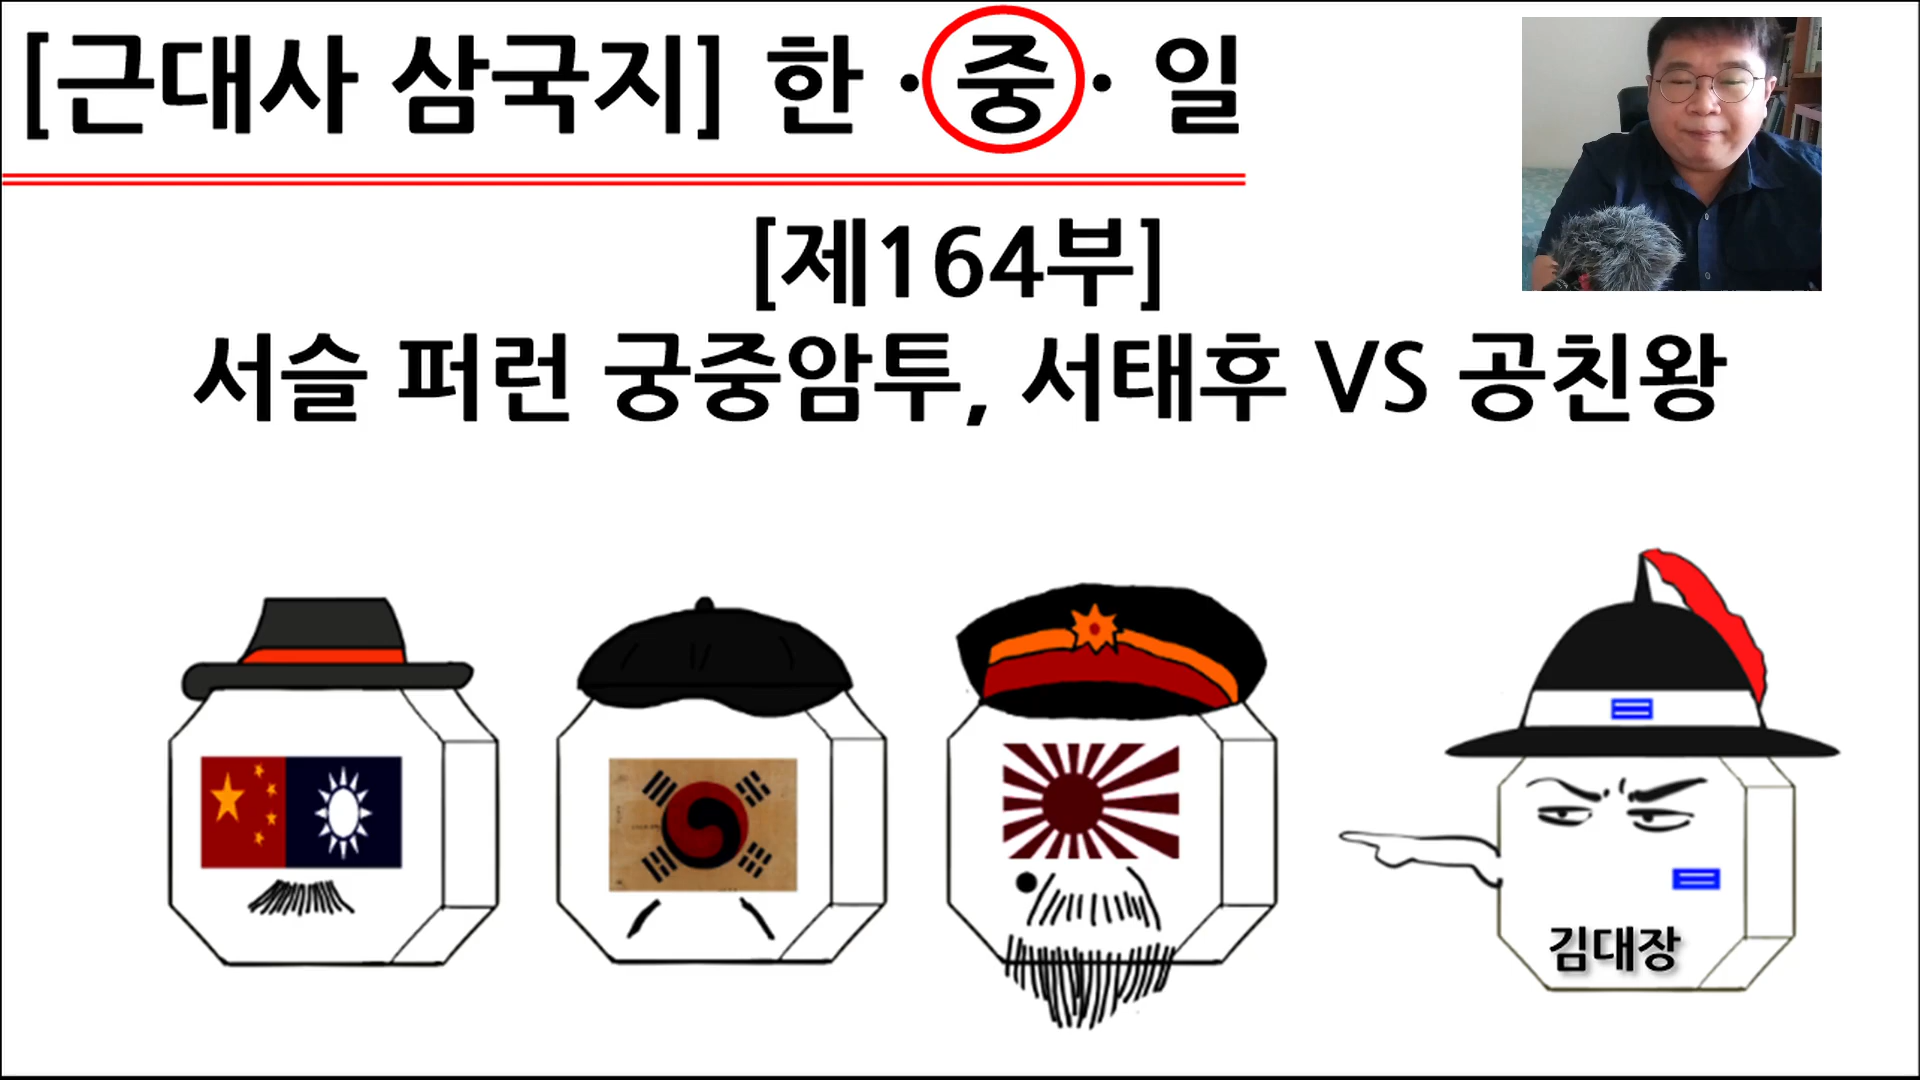 [근대사 삼국지] 한 · 중 · 일
[제164부]
서슬 퍼런 궁중암투, 서태후 VS 공친왕
김대장